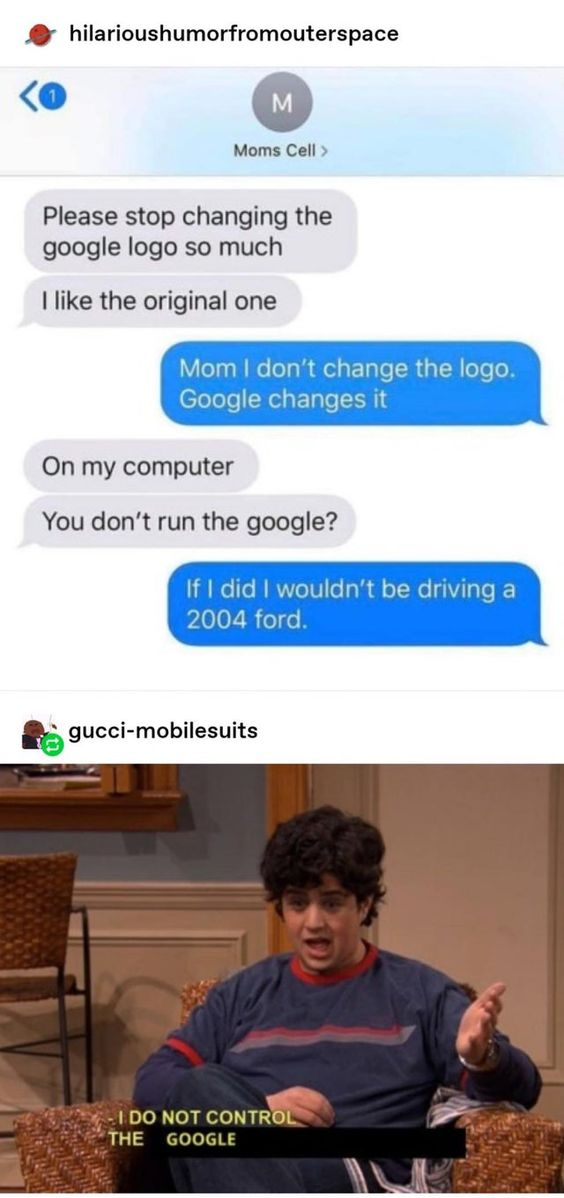 hilarioushumorfromouterspace
1
M
Moms Cell >
Please stop changing the
google logo so much
I like the original one
Mom I don't change the logo.
Google changes it
On my computer
You don't run the google?
If I did I wouldn't be driving a
2004 ford.
gucci-mobilesuits
-I DO NOT CONTROL
THE GOOGLE